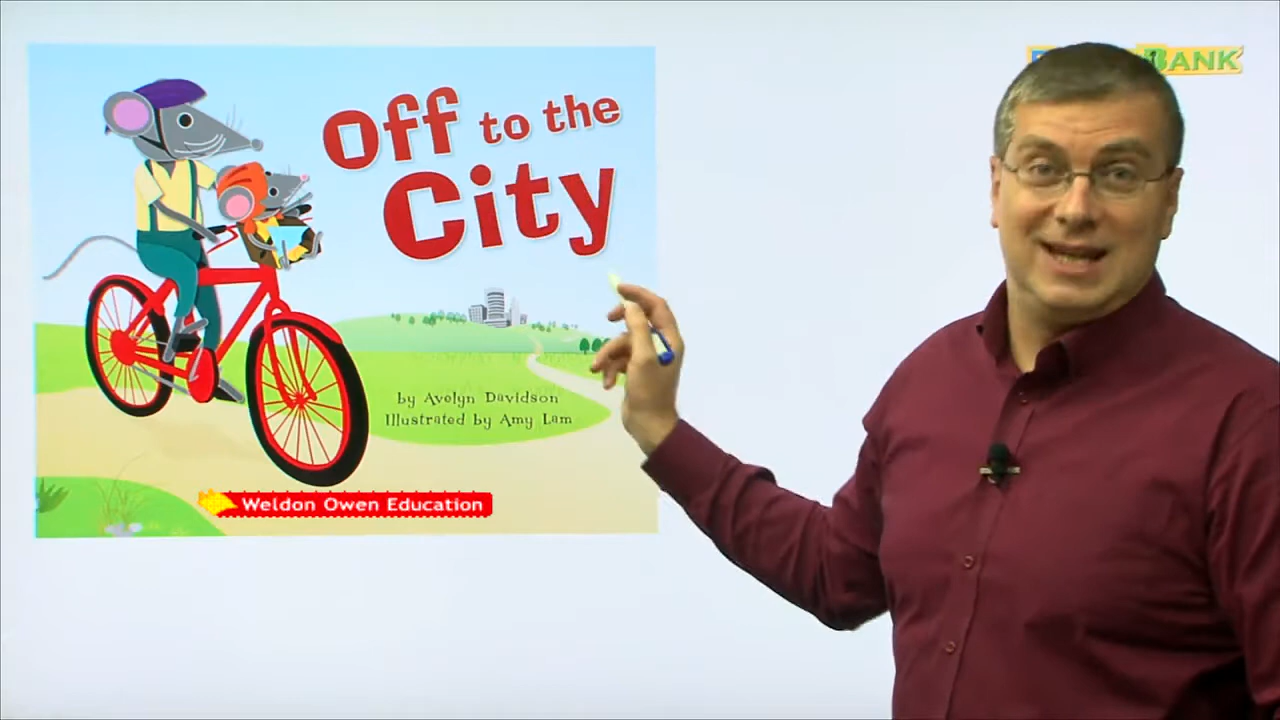 Off to the
City
by Avelyn Davidson
Illustrated by Amy Lam
Weldon Owen Education
BANK